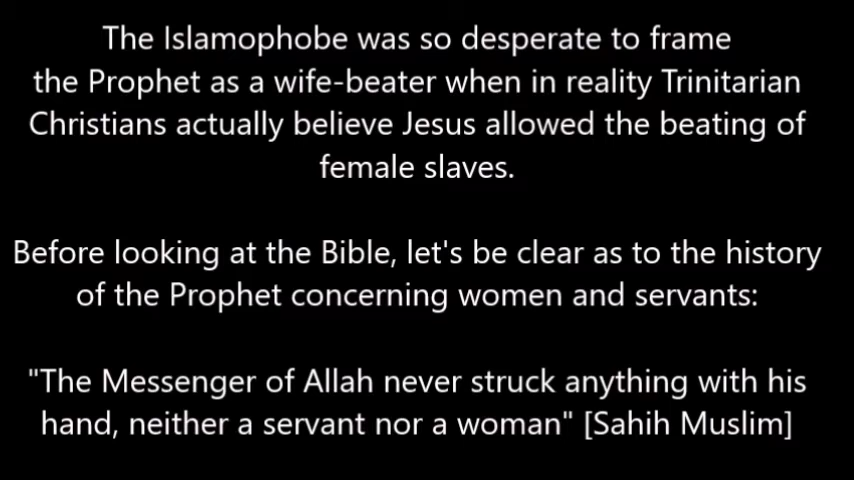 The Islamophobe was so desperate to frame
the Prophet as a wife-beater when in reality Trinitarian
Christians actually believe Jesus allowed the beating of
female slaves.
Before looking at the Bible, let's be clear as to the history
of the Prophet concerning women and servants:
"The Messenger of Allah never struck anything with his
hand, neither a servant nor a woman" [Sahih Muslim]